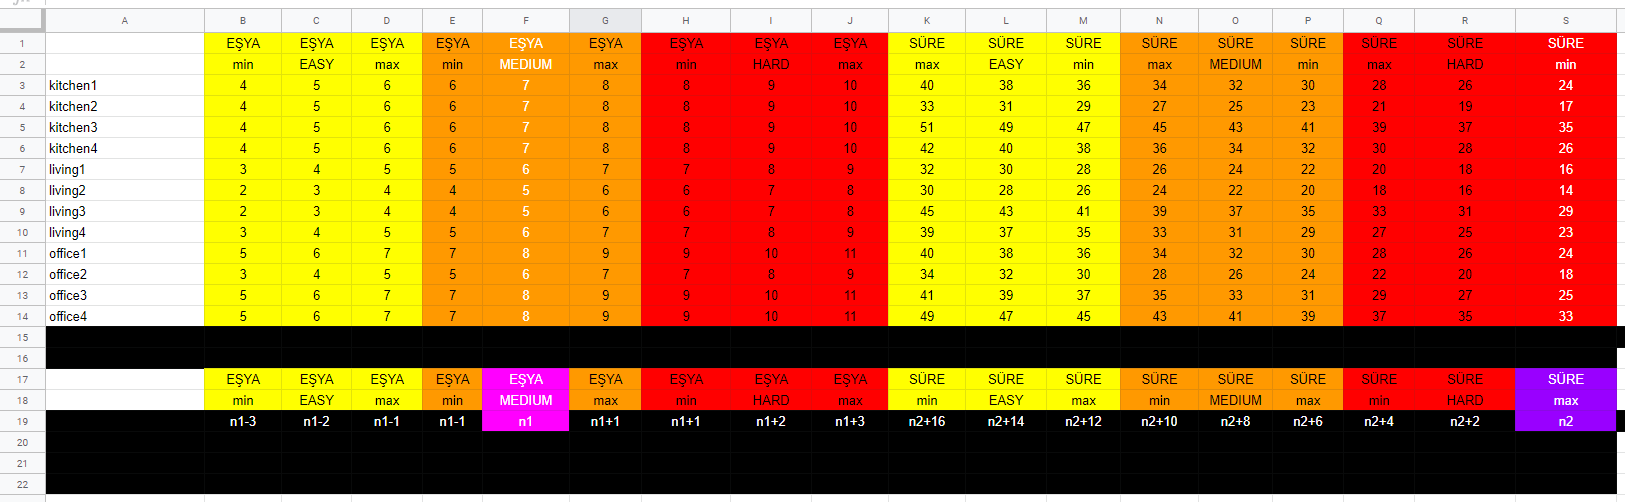 A B C D E F G H I J K L M N O P Q R S
1 EŞYA EŞYA EŞYA EŞYA EŞYA EŞYA EŞYA EŞYA EŞYA SÜRE SÜRE SÜRE SÜRE SÜRE SÜRE SÜRE SÜRE SÜRE
2 min EASY max min MEDIUM max min HARD max max EASY min max MEDIUM min max HARD min
3 kitchen1 4 5 6 6 7 8 8 9 10 40 38 36 34 32 30 28 26 24
4 kitchen2 4 5 6 6 7 8 8 9 10 33 31 29 27 25 23 21 19 17
5 kitchen3 4 5 6 6 7 8 8 9 10 51 49 47 45 43 41 39 37 35
6 kitchen4 4 5 6 6 7 8 8 9 10 42 40 38 36 34 32 30 28 26
7 living1 3 4 5 5 6 7 7 8 9 32 30 28 26 24 22 20 18 16
8 living2 2 3 4 4 5 6 6 7 8 30 28 26 24 22 20 18 16 14
9 living3 2 3 4 4 5 6 6 7 8 45 43 41 39 37 35 33 31 29
10 living4 3 4 5 5 6 7 7 8 9 39 37 35 33 31 29 27 25 23
11 office1 5 6 7 7 8 9 9 10 11 40 38 36 34 32 30 28 26 24
12 office2 3 4 5 5 6 7 7 8 9 34 32 30 28 26 24 22 20 18
13 office3 5 6 7 7 8 9 9 10 11 41 39 37 35 33 31 29 27 25
14 office4 5 6 7 7 8 9 9 10 11 49 47 45 43 41 39 37 35 33
15
16
17 EŞYA EŞYA EŞYA EŞYA EŞYA EŞYA EŞYA EŞYA EŞYA SÜRE SÜRE SÜRE SÜRE SÜRE SÜRE SÜRE SÜRE SÜRE
18 min EASY max min MEDIUM max min HARD max min EASY max min MEDIUM max min HARD max
19 n1-3 n1-2 n1-1 n1-1 n1 n1+1 n1+1 n1+2 n1+3 n2+16 n2+14 n2+12 n2+10 n2+8 n2+6 n2+4 n2+2 n2
20
21
22